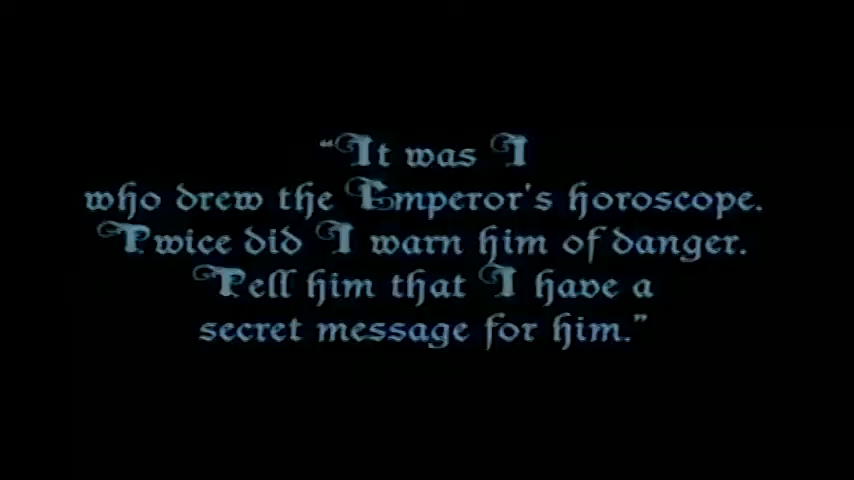 “It was I
who drew the Emperor's horoscope.
Twice did I warn him of danger.
Tell him that I have a
secret message for him.”